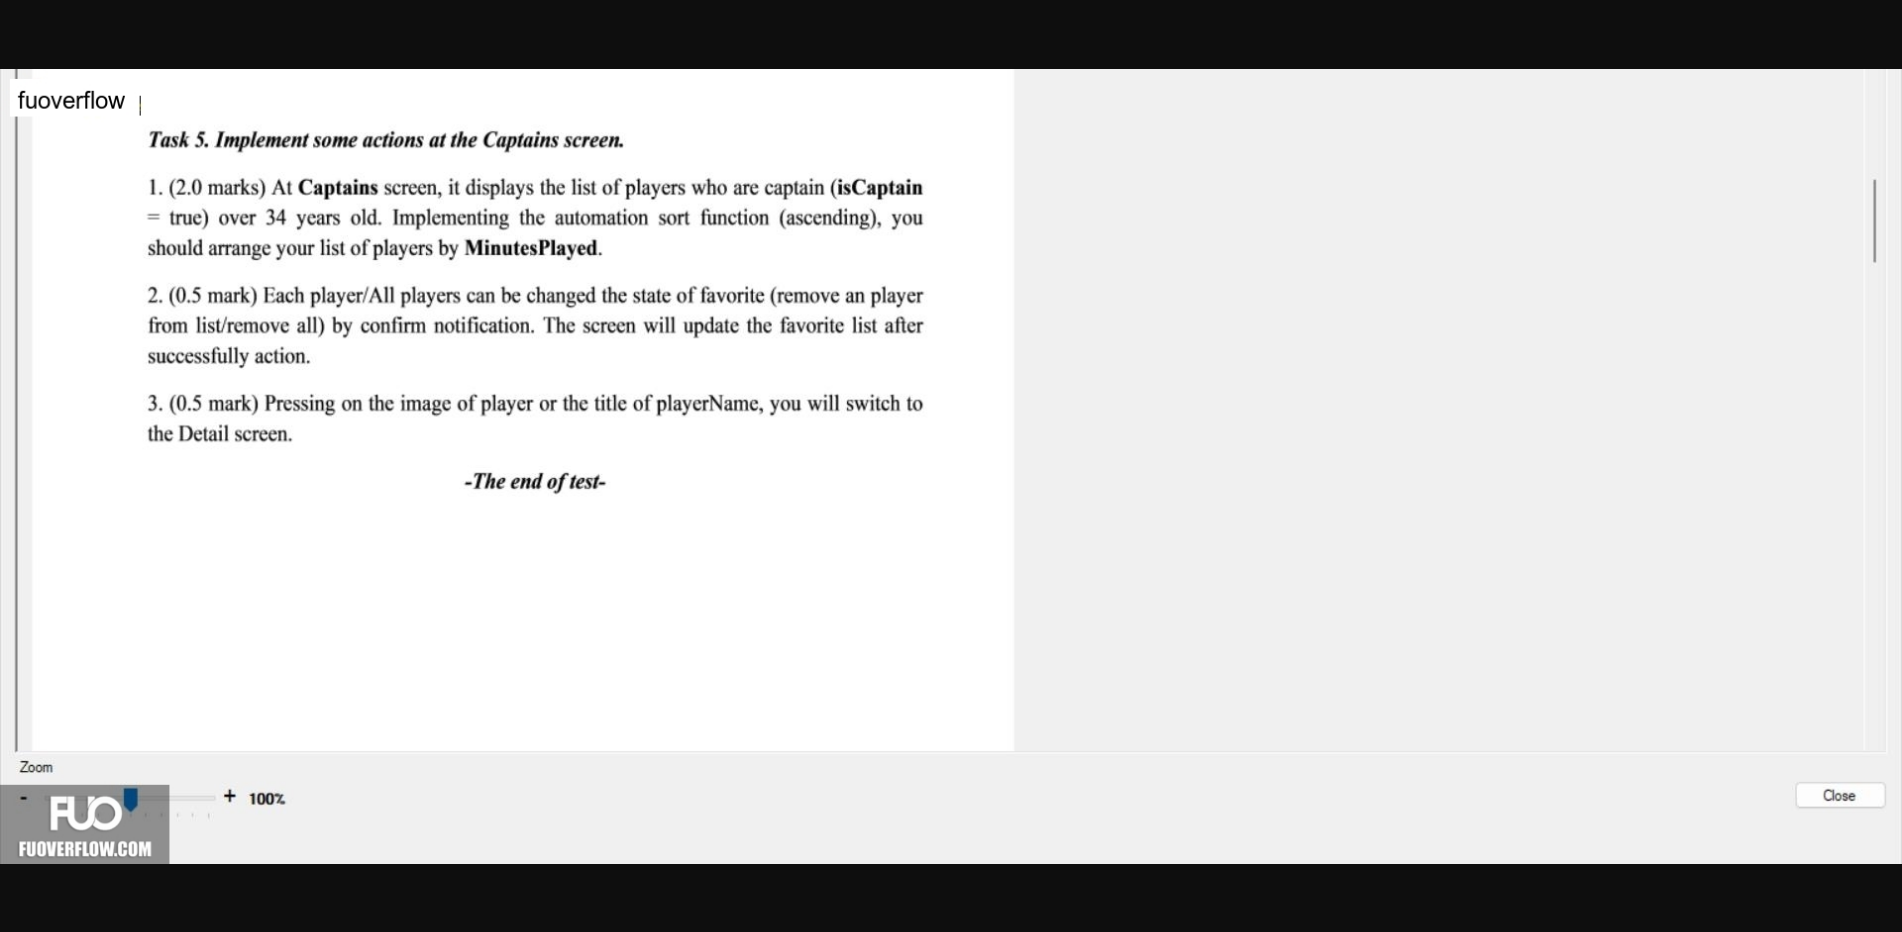 fuoverflow
Task 5. Implement some actions at the Captains screen.
1. (2.0 marks) At Captains screen, it displays the list of players who are captain (isCaptain
= true) over 34 years old. Implementing the automation sort function (ascending), you
should arrange your list of players by MinutesPlayed.
2. (0.5 mark) Each player/All players can be changed the state of favorite (remove an player
from list/remove all) by confirm notification. The screen will update the favorite list after
successfully action.
3. (0.5 mark) Pressing on the image of player or the title of playerName, you will switch to
the Detail screen.
-The end of test-
Zoom
- + 100%
Close
FUO
FUOVERFLOW.COM